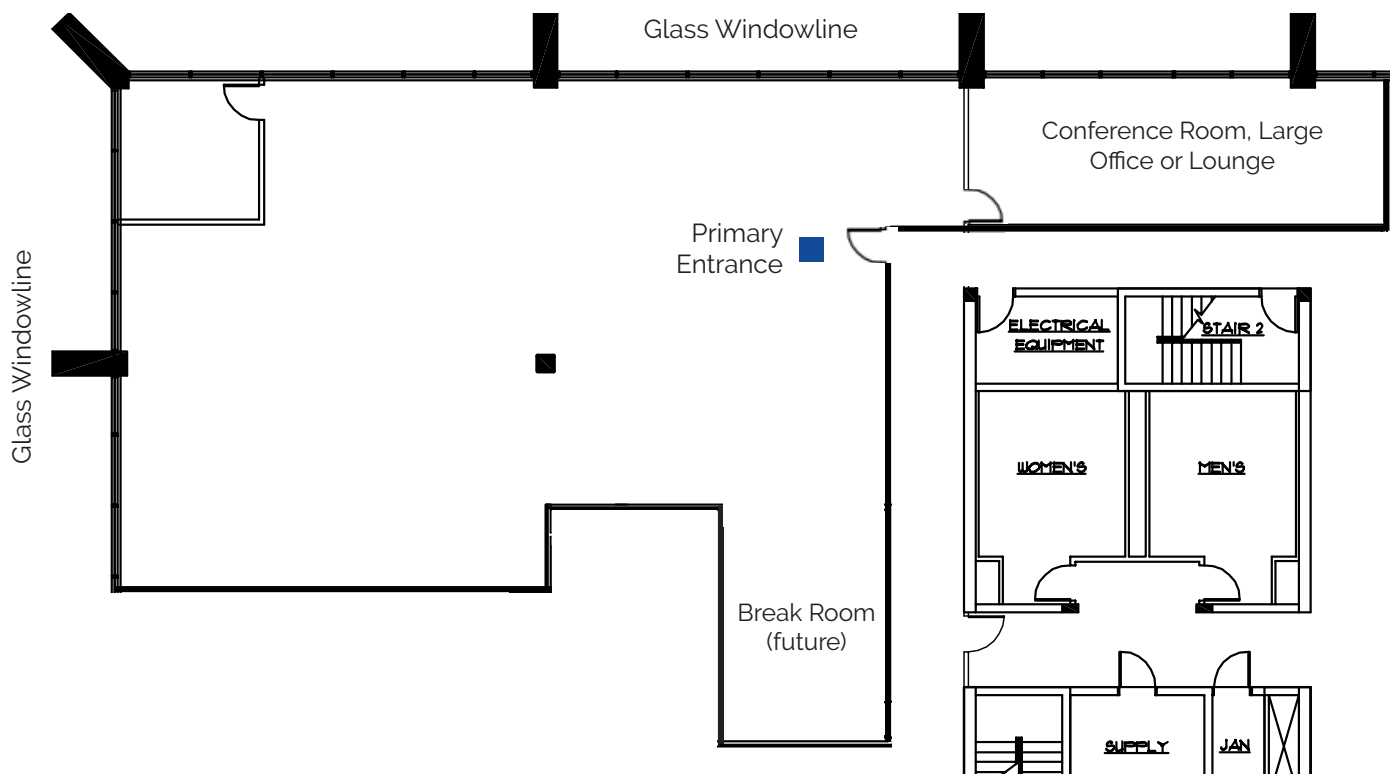 Glass Windowline
Conference Room, Large
Office or Lounge
Primary
Entrance
Glass Windowline
ELECTRICAL
EQUIPMENT
STAIR 2
WOMEN'S
MEN'S
Break Room
(future)
SUPPLY
JAN